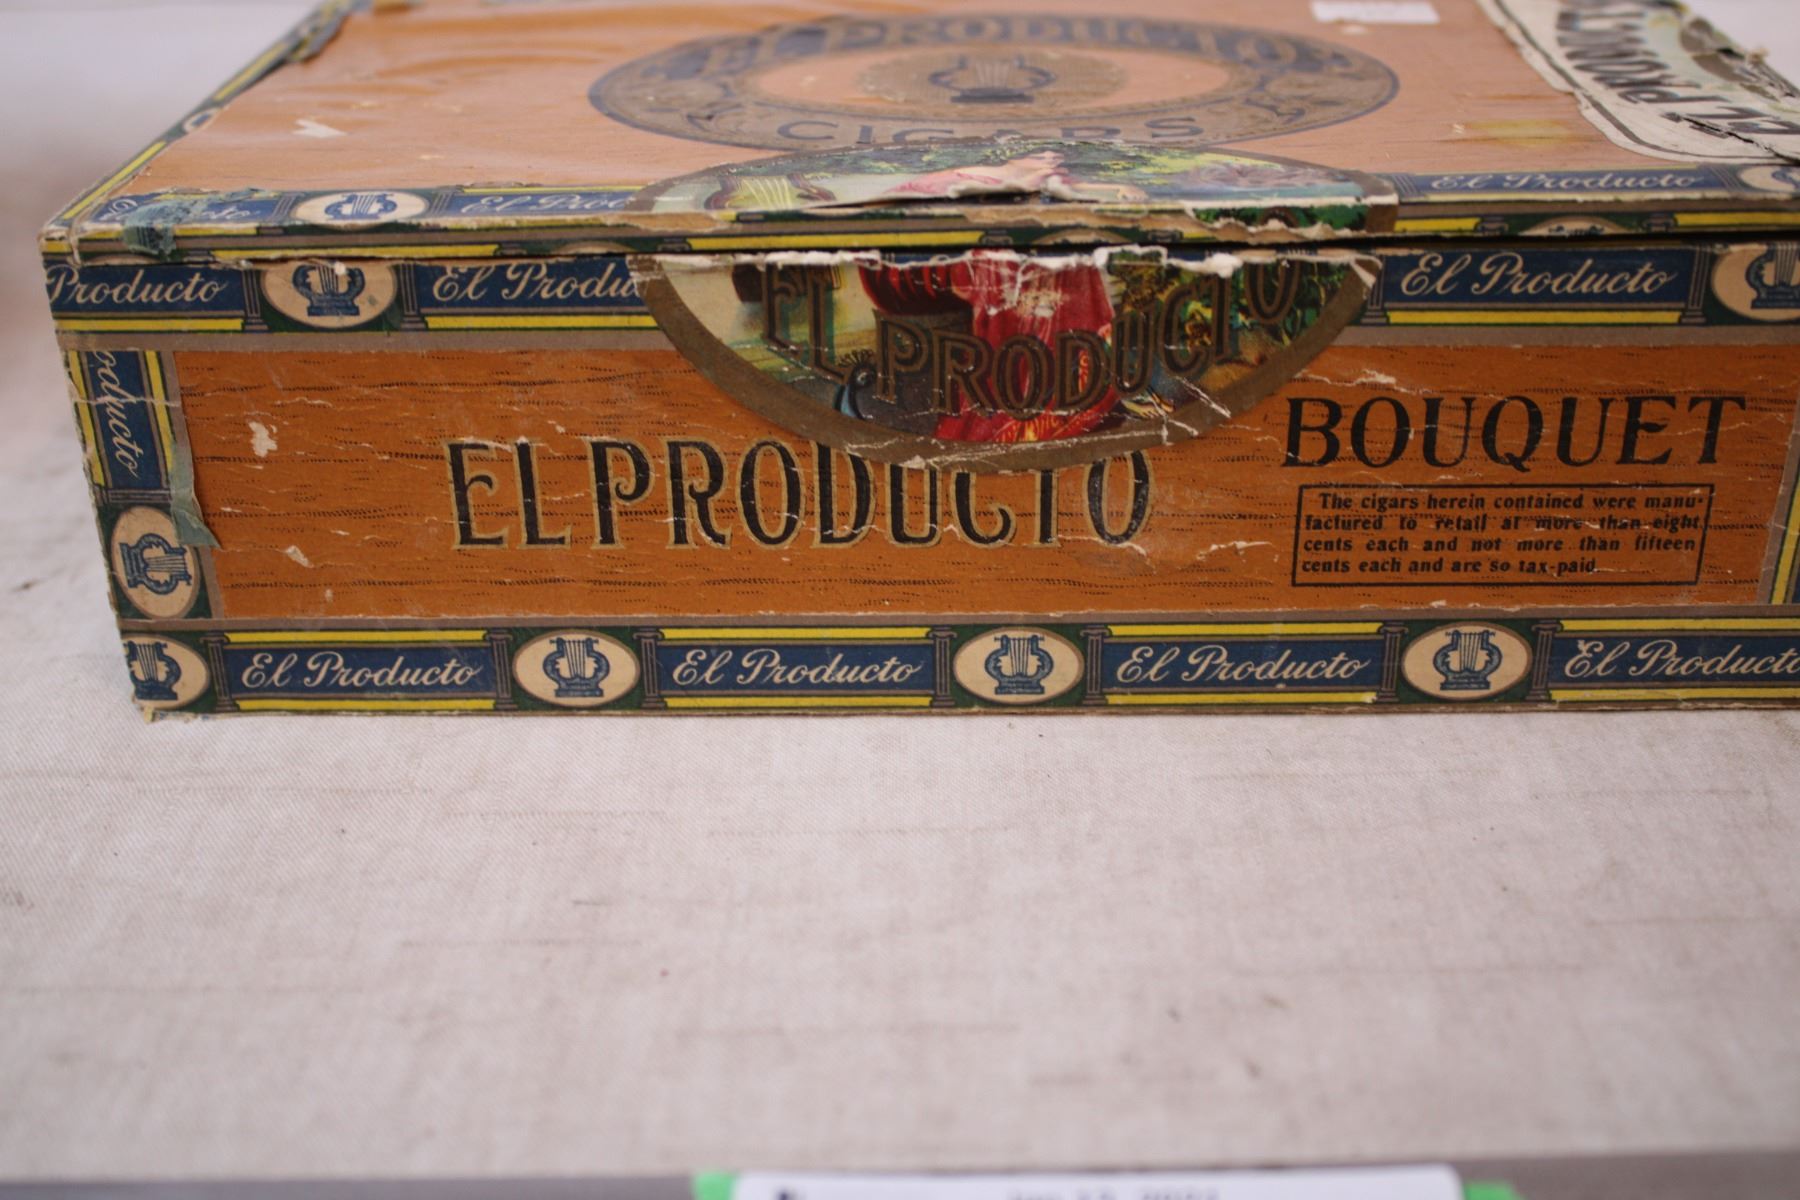 EL PRODUCTO
CIGARS
EL PRODUCTO
El Producto
El Producto
Producto
El Produ
El Producto
EL PRODUCTO
oducto
EL PRODUCTO
BOUQUET
The cigars herein contained were manu-
factured to retail at more than eight
cents each and not more than fifteen
cents each and are so tax-paid
El Producto
El Producto
El Producto
El Producto